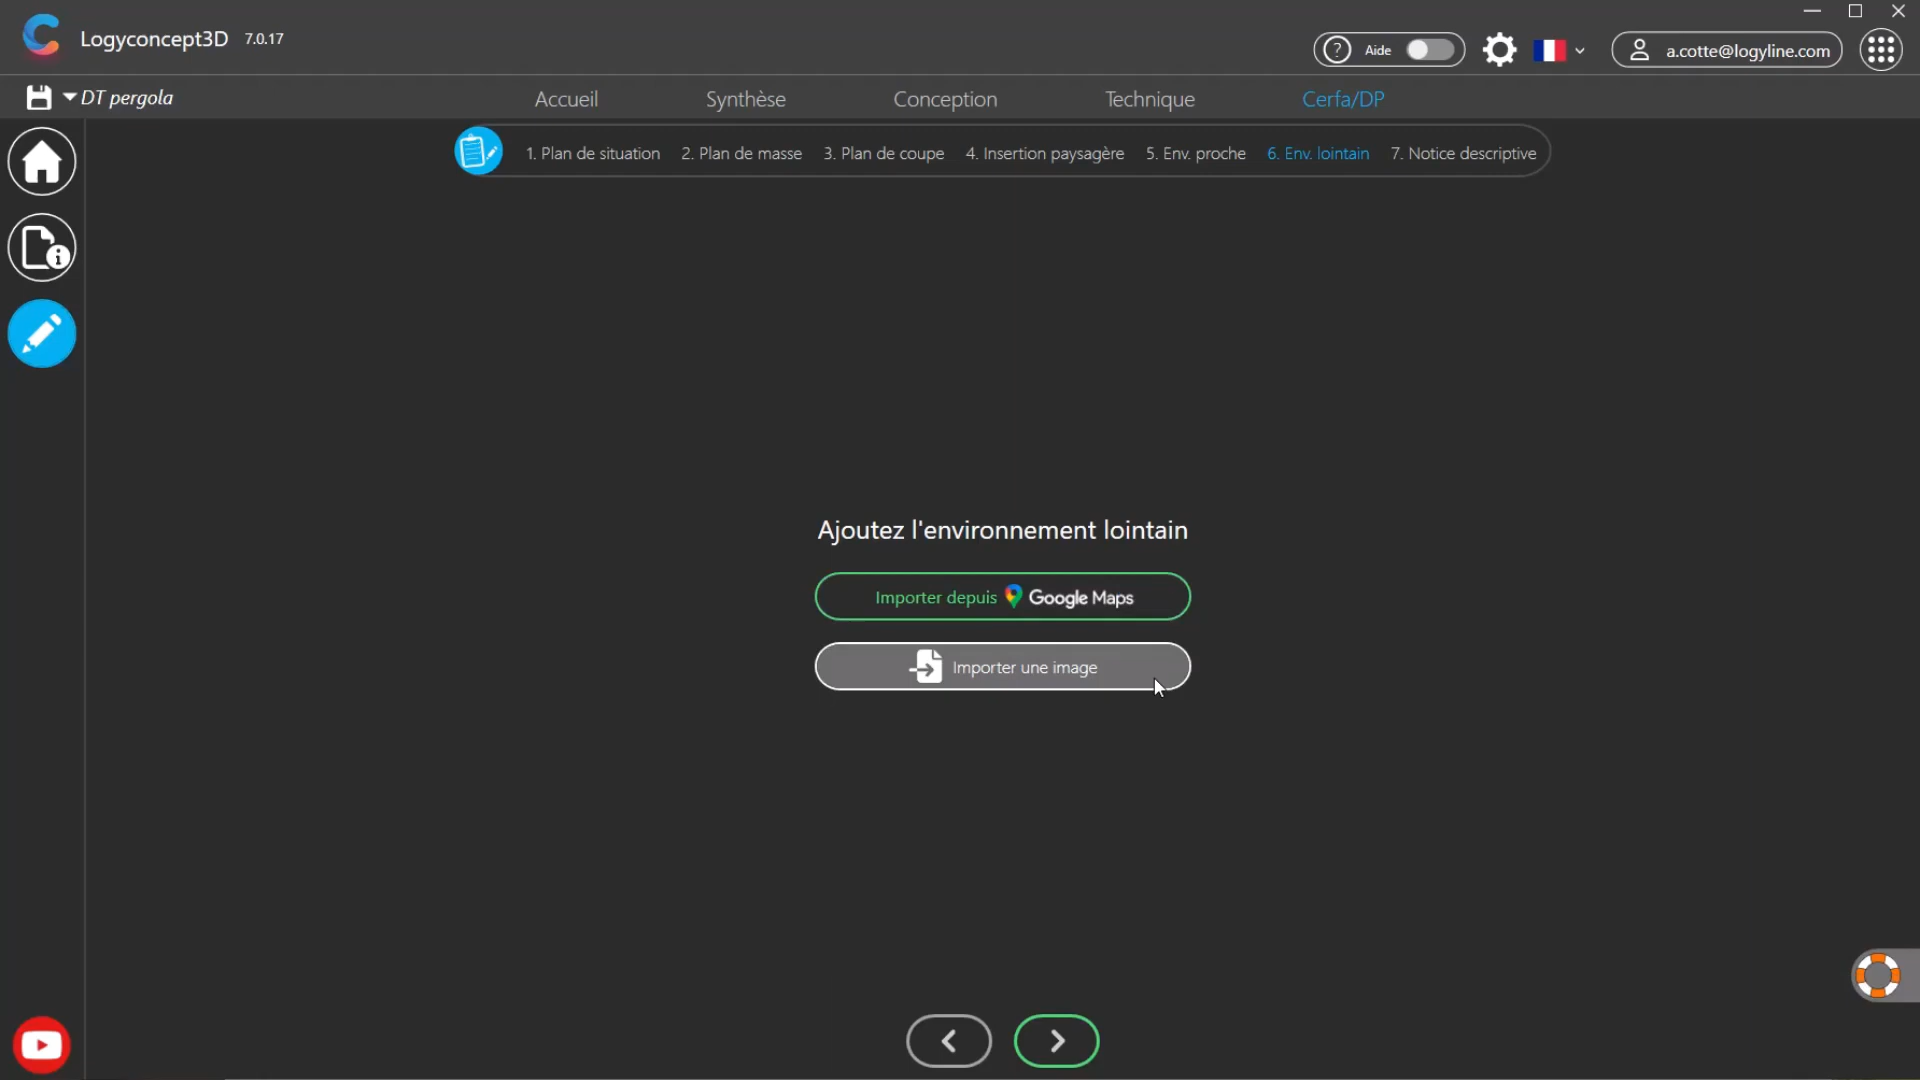 Logyconcept3D 7.0.17
? Aide
a.cotte@logyline.com
DT pergola
Accueil Synthèse Conception Technique Cerfa/DP
1. Plan de situation 2. Plan de masse 3. Plan de coupe 4. Insertion paysagère 5. Env. proche 6. Env. lointain 7. Notice descriptive
Ajoutez l'environnement lointain
Importer depuis Google Maps
Importer une image